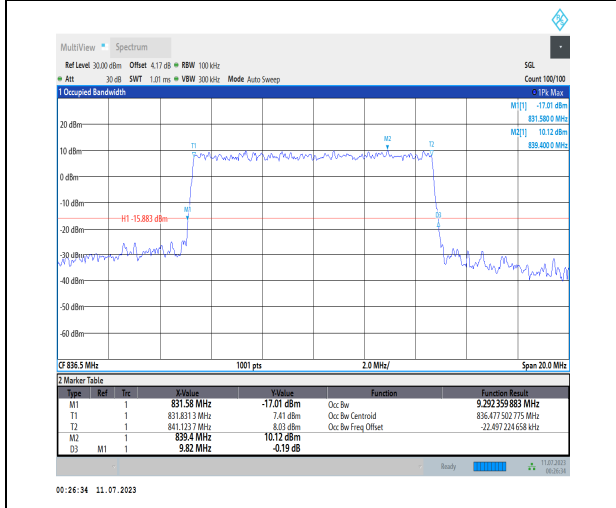 MultiView Spectrum
Ref Level 30.00 dBm Offset 4.17 dB RBW 100 kHz SGL
Att 30 dB SWT 1.01 ms VBW 300 kHz Mode Auto Sweep Count 100/100
1 Occupied Bandwidth 1Pk Max
M1[1] -17.01 dBm
831.5800 MHz
M2[1] 10.12 dBm
839.4000 MHz
20 dBm
M2
T1
T2
10 dBm
0 dBm
-10 dBm
M1
D3
H1 -15.883 dBm
-20 dBm
-30 dBm
-40 dBm
-50 dBm
-60 dBm
CF 836.5 MHz 1001 pts 2.0 MHz/ Span 20.0 MHz
2 Marker Table
Type Ref Trc X-Value Y-Value Function Function Result
M1 1 831.58 MHz -17.01 dBm Occ Bw 9.292 359 883 MHz
T1 1 831.831 3 MHz 7.41 dBm Occ Bw Centroid 836.477 502 775 MHz
T2 1 841.123 7 MHz 8.03 dBm Occ Bw Freq Offset -22.497 224 658 kHz
M2 1 839.4 MHz 10.12 dBm
D3 M1 1 9.82 MHz -0.19 dB
Ready 11.07.2023
00:26:34
00:26:34 11.07.2023